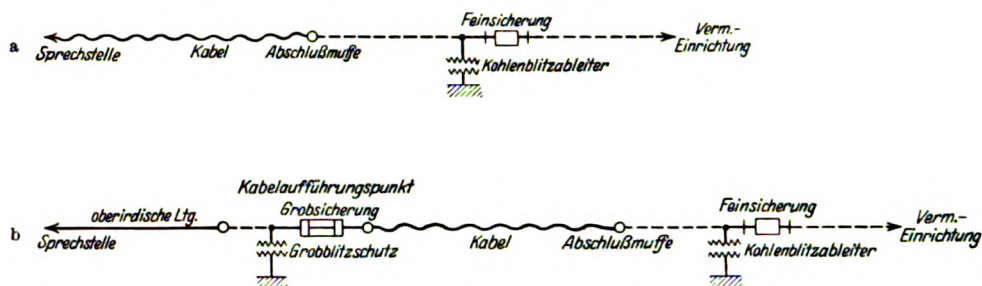 a
Feinsicherung
Verm.-
Einrichtung
Sprechstelle Kabel Abschlußmuffe
Kohlenblitzableiter
b
Kabelaufführungspunkt
oberirdische Ltg. Grobsicherung Feinsicherung
Verm.-
Einrichtung
Sprechstelle Grobblitzschutz Kabel Abschlußmuffe Kohlenblitzableiter